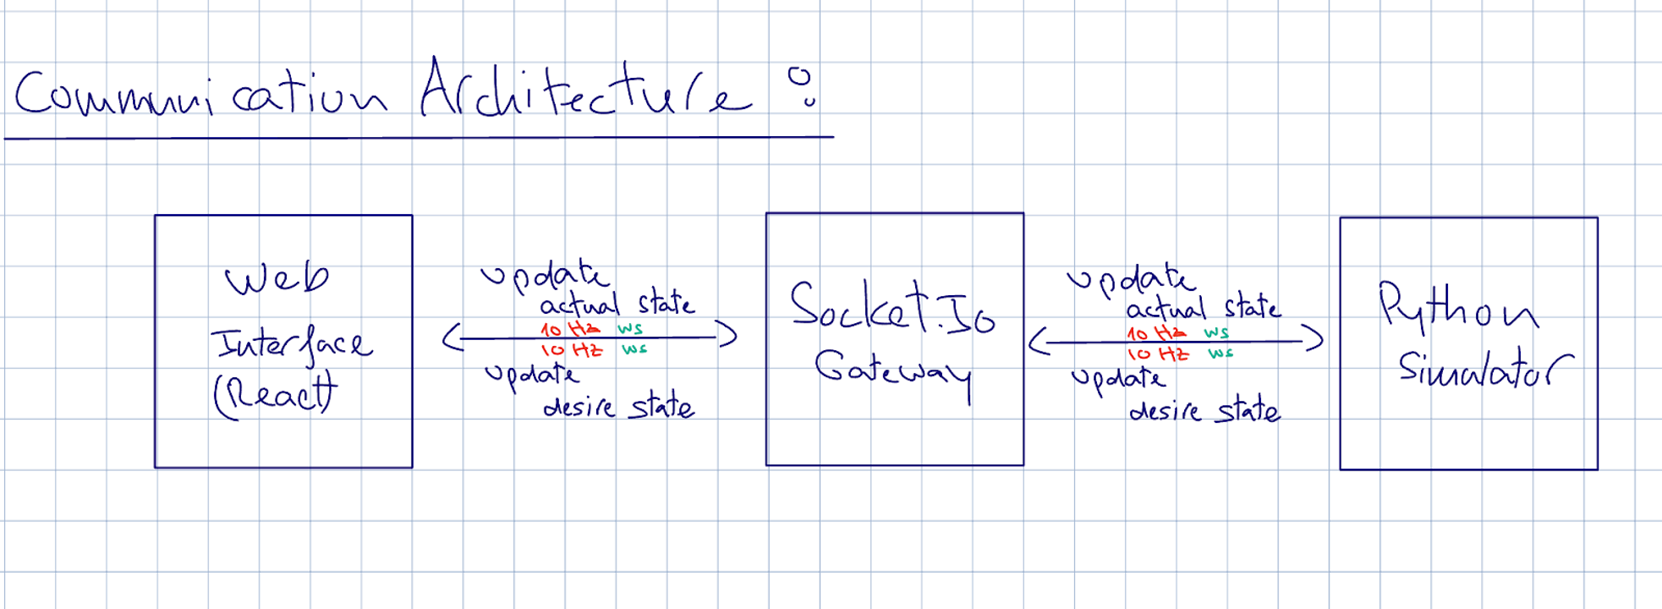 Communication Architecture :
Web
Interface
(React)
update
actual state
10 Hz ws
10 Hz ws
update
desire state
Socket.Io
Gateway
update
actual state
10 Hz ws
10 Hz ws
update
desire state
Python
Simulator